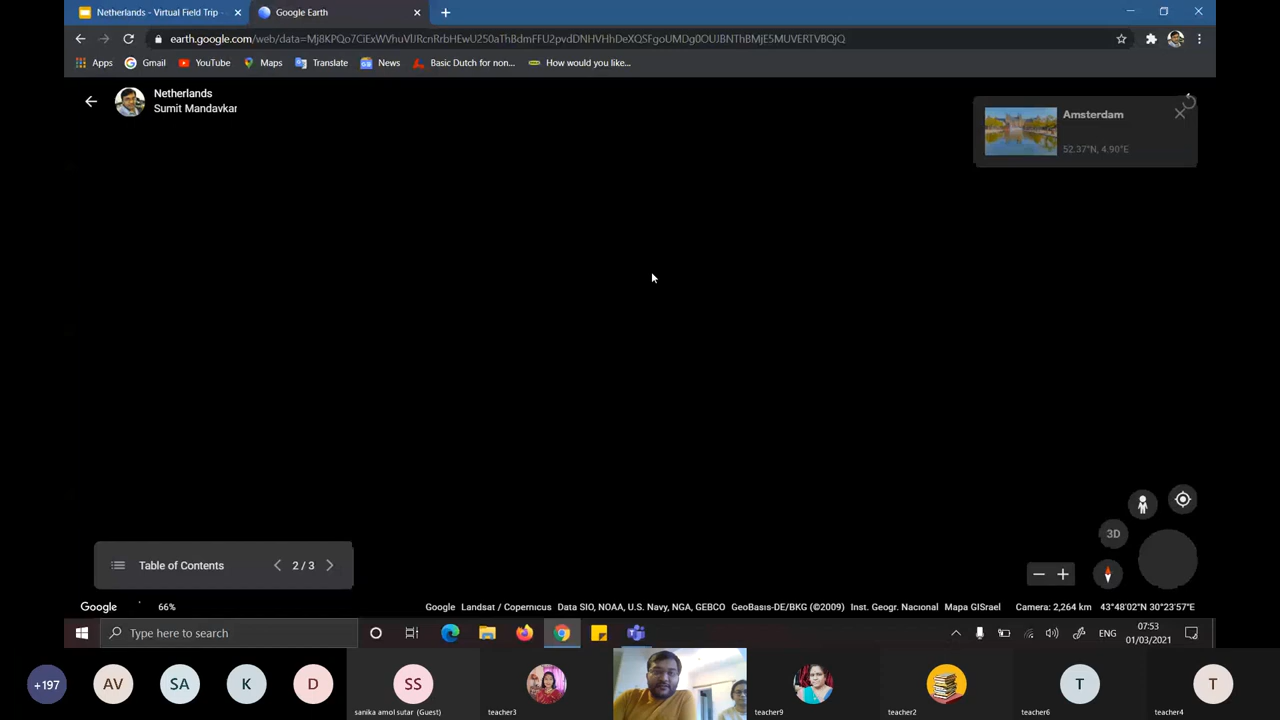 Netherlands - Virtual Field Trip -
Google Earth
earth.google.com/web/data=Mj8KPQo7CiExWVhuVlJRcnRrbHEwU250aThBdmFFU2pvdDNHVHhDeXQSFgoUMDg0OUJBNThBMjE5MUVERTVBQjQ
Apps
Gmail
YouTube
Maps
Translate
News
Basic Dutch for non...
How would you like...
Netherlands
Sumit Mandavkar
Amsterdam
52.37°N, 4.90°E
3D
Table of Contents
2 / 3
Google
66%
Google Landsat / Copernicus Data SIO, NOAA, U.S. Navy, NGA, GEBCO GeoBasis-DE/BKG (©2009) Inst. Geogr. Nacional Mapa GISrael Camera: 2,264 km 43°48'02"N 30°23'57"E
Type here to search
ENG
07:53
01/03/2021
+197
AV
SA
K
D
SS
sanika amol sutar (Guest)
teacher3
teacher9
teacher2
T
teacher6
T
teacher4